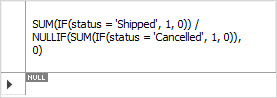 SUM(IF(status = 'Shipped', 1, 0)) /
NULLIF(SUM(IF(status = 'Cancelled', 1, 0)),
0)
NULL